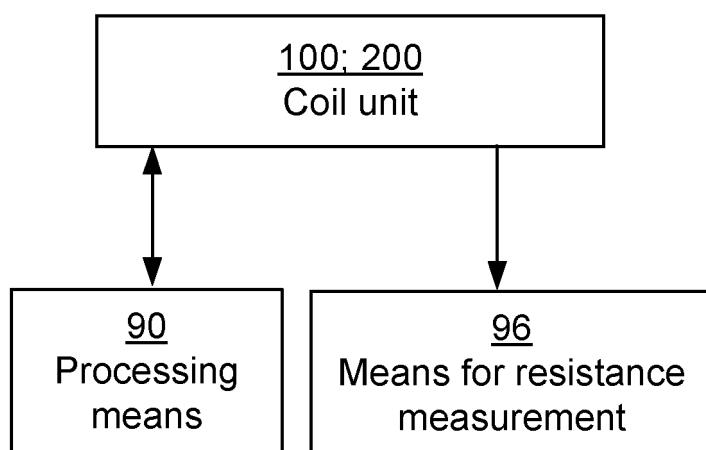 100; 200
Coil unit
90
Processing
means
96
Means for resistance
measurement